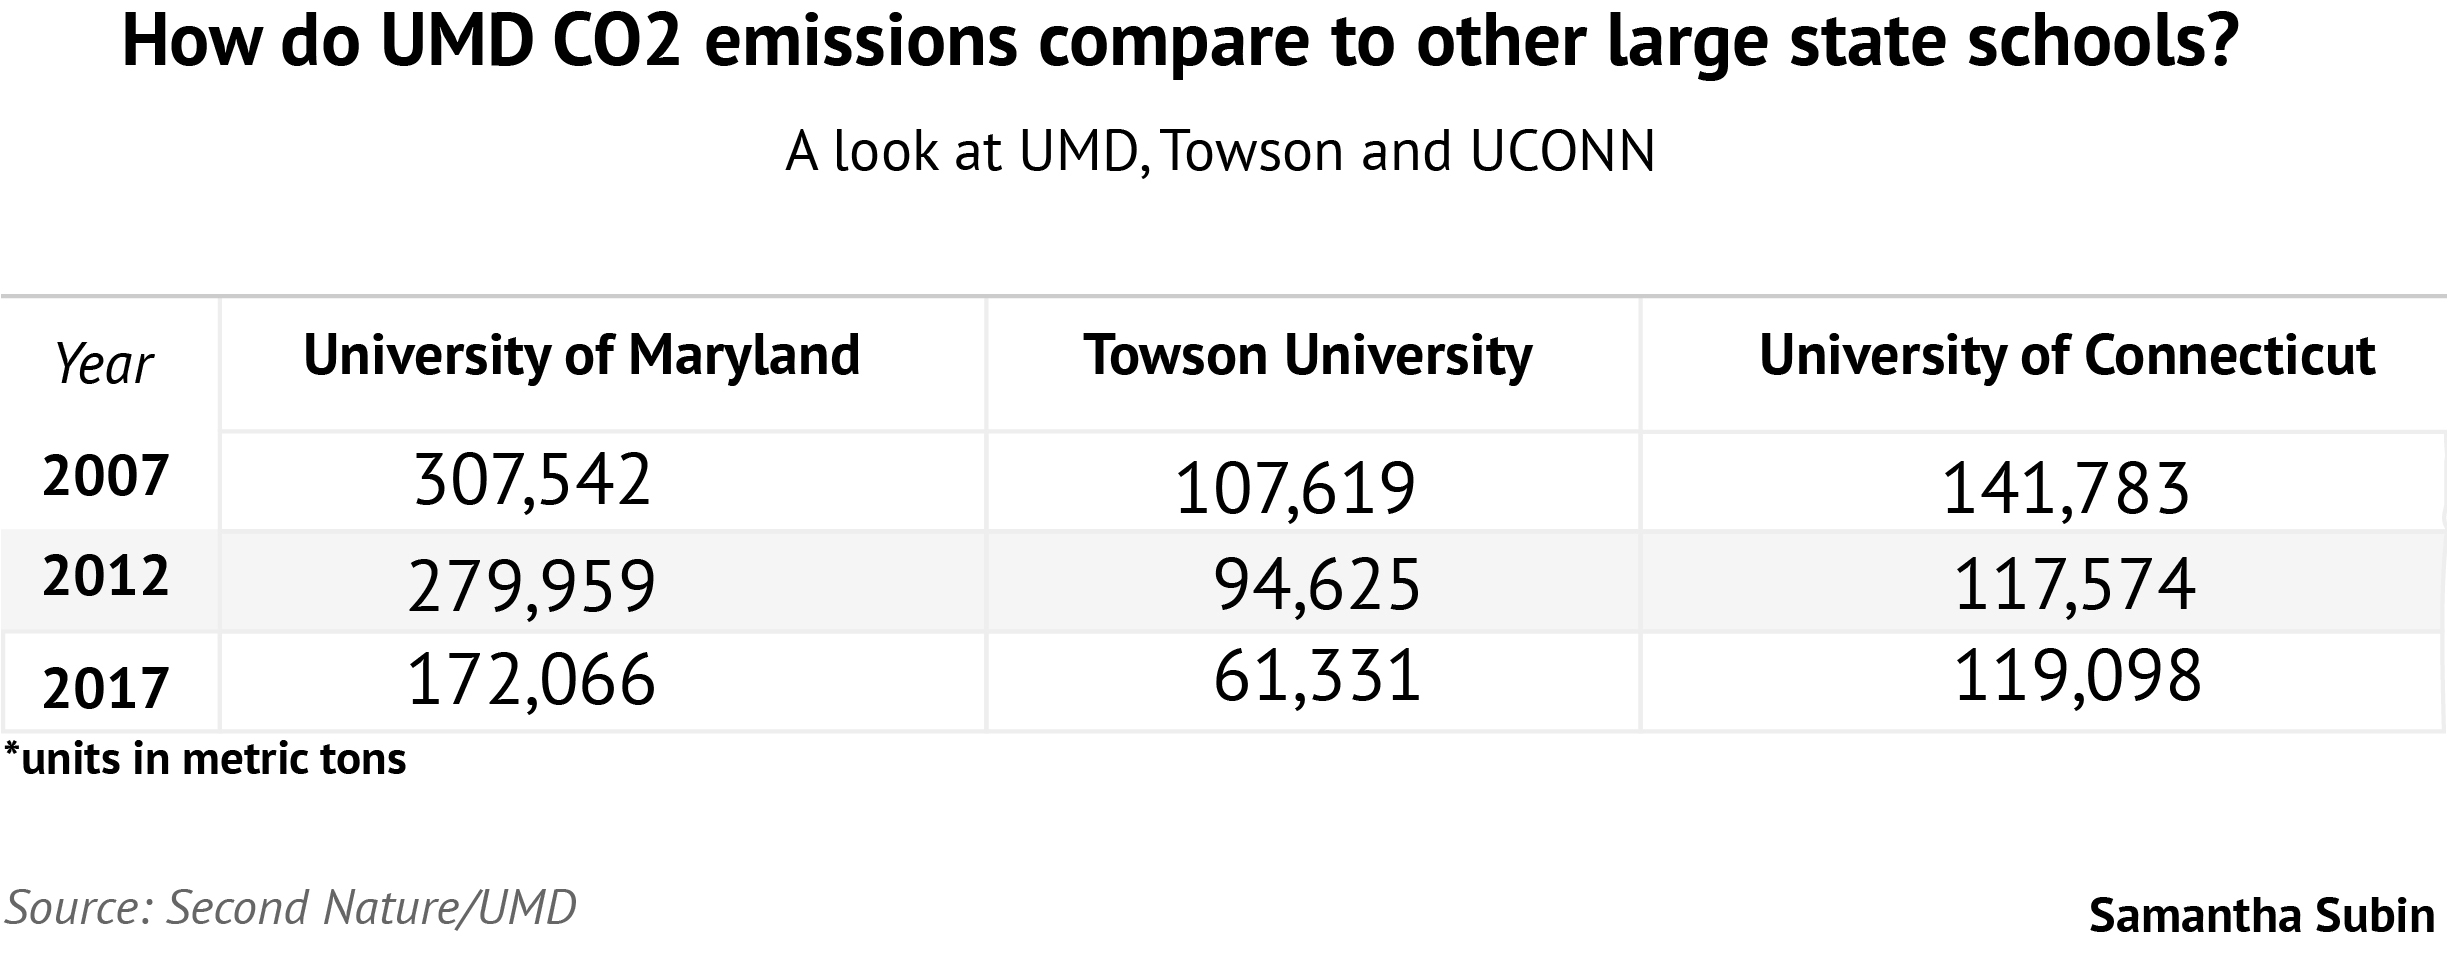 How do UMD CO2 emissions compare to other large state schools?
A look at UMD, Towson and UCONN
Year University of Maryland Towson University University of Connecticut
2007 307,542 107,619 141,783
2012 279,959 94,625 117,574
2017 172,066 61,331 119,098
*units in metric tons
Source: Second Nature/UMD
Samantha Subin